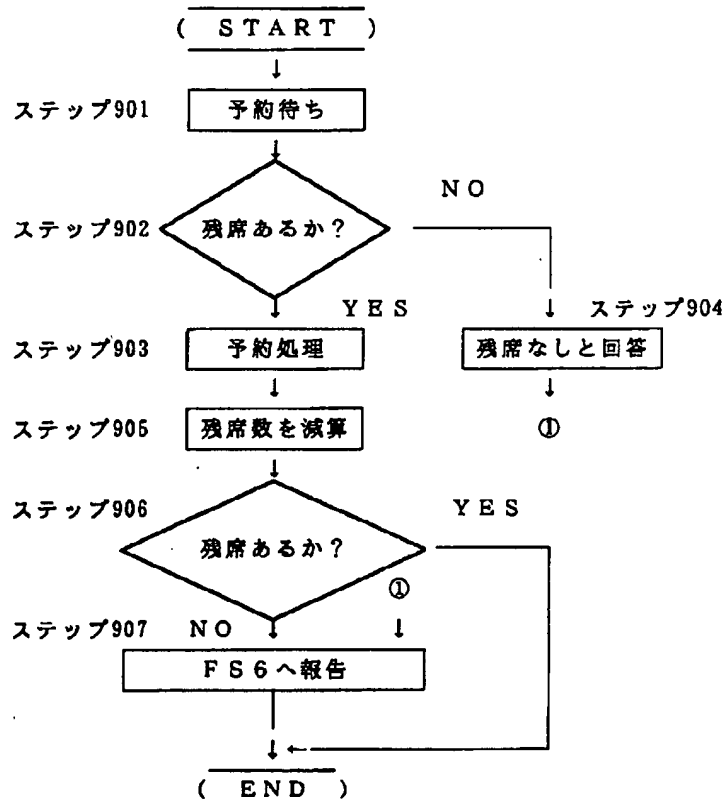 ( START )
ステップ901 予約待ち
NO
ステップ902 残席あるか？
YES ステップ904
ステップ903 予約処理 残席なしと回答
ステップ905 残席数を減算 ①
ステップ906 YES
残席あるか？
①
ステップ907 NO
FS6へ報告
( END )